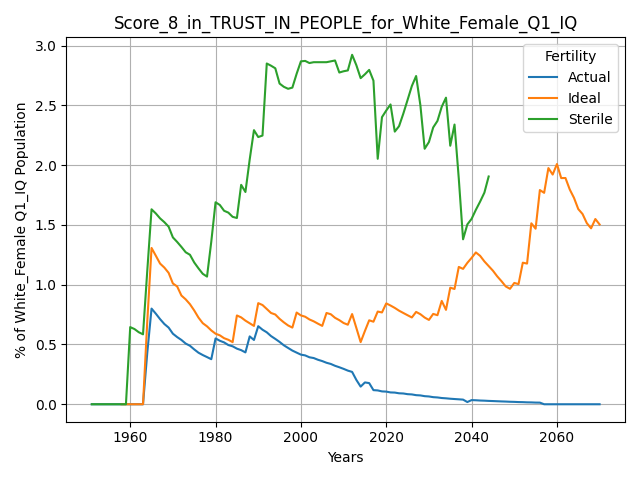 Score_8_in_TRUST_IN_PEOPLE_for_White_Female_Q1_IQ
% of White_Female Q1_IQ Population
3.0
2.5
2.0
1.5
1.0
0.5
0.0
Fertility
Actual
Ideal
Sterile
1960 1980 2000 2020 2040 2060
Years